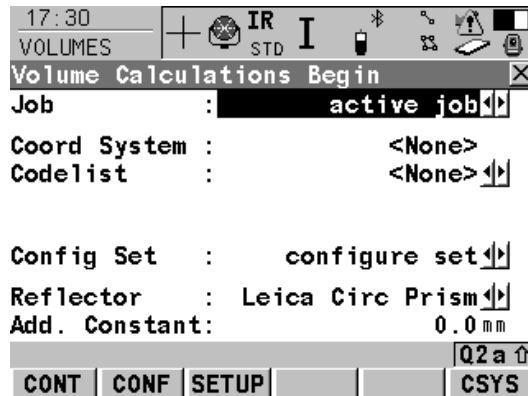 17:30
IR
VOLUMES
STD
I
Volume Calculations Begin
Job : active job
Coord System : <None>
Codelist : <None>
Config Set : configure set
Reflector : Leica Circ Prism
Add. Constant: 0.0 mm
Q2 a
CONT CONF SETUP CSYS